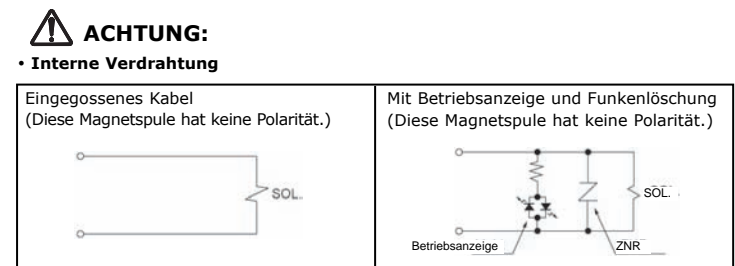 ACHTUNG:
• Interne Verdrahtung
Eingegossenes Kabel
(Diese Magnetspule hat keine Polarität.)
SOL.
Mit Betriebsanzeige und Funkenlöschung
(Diese Magnetspule hat keine Polarität.)
SOL.
Betriebsanzeige
ZNR